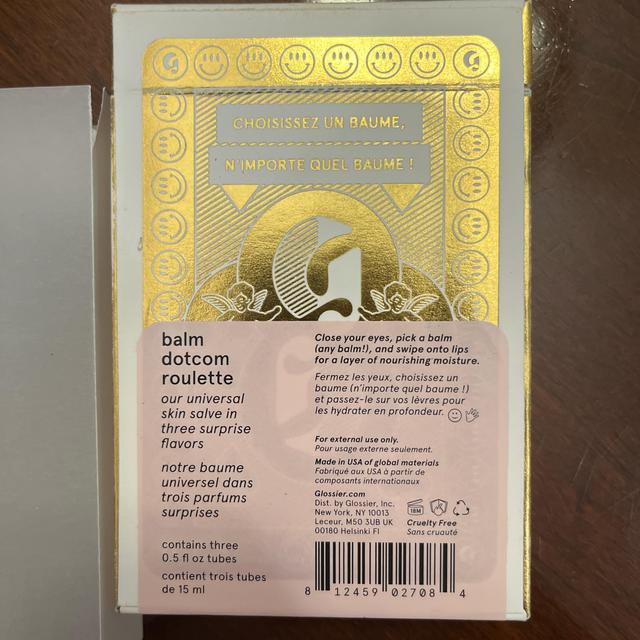 CHOISISSEZ UN BAUME,
N'IMPORTE QUEL BAUME !
balm
dotcom
roulette
our universal
skin salve in
three surprise
flavors
notre baume
universel dans
trois parfums
surprises
contains three
0.5 fl oz tubes
contient trois tubes
de 15 ml
Close your eyes, pick a balm
(any balm!), and swipe onto lips
for a layer of nourishing moisture.
Fermez les yeux, choisissez un
baume (n'importe quel baume !)
et passez-le sur vos lèvres pour
les hydrater en profondeur.
For external use only.
Pour usage externe seulement.
Made in USA of global materials
Fabriqué aux USA à partir de
composants internationaux
Glossier.com
Dist. by Glossier, Inc.
New York, NY 10013
Leceur, M50 3UB UK
00180 Helsinki FI
18M
Cruelty Free
Sans cruauté
8 12459 02708 4